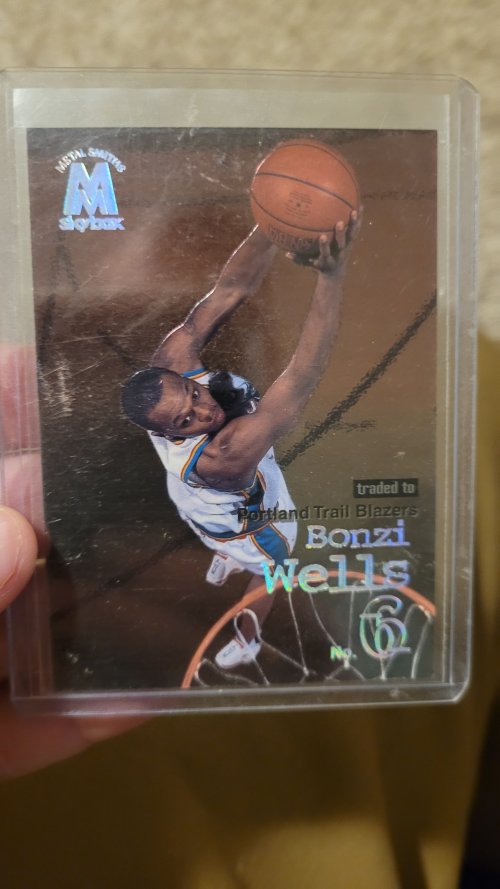 METAL SMITHS
M
skybox
traded to
Portland Trail Blazers
Bonzi
Wells
No. 6